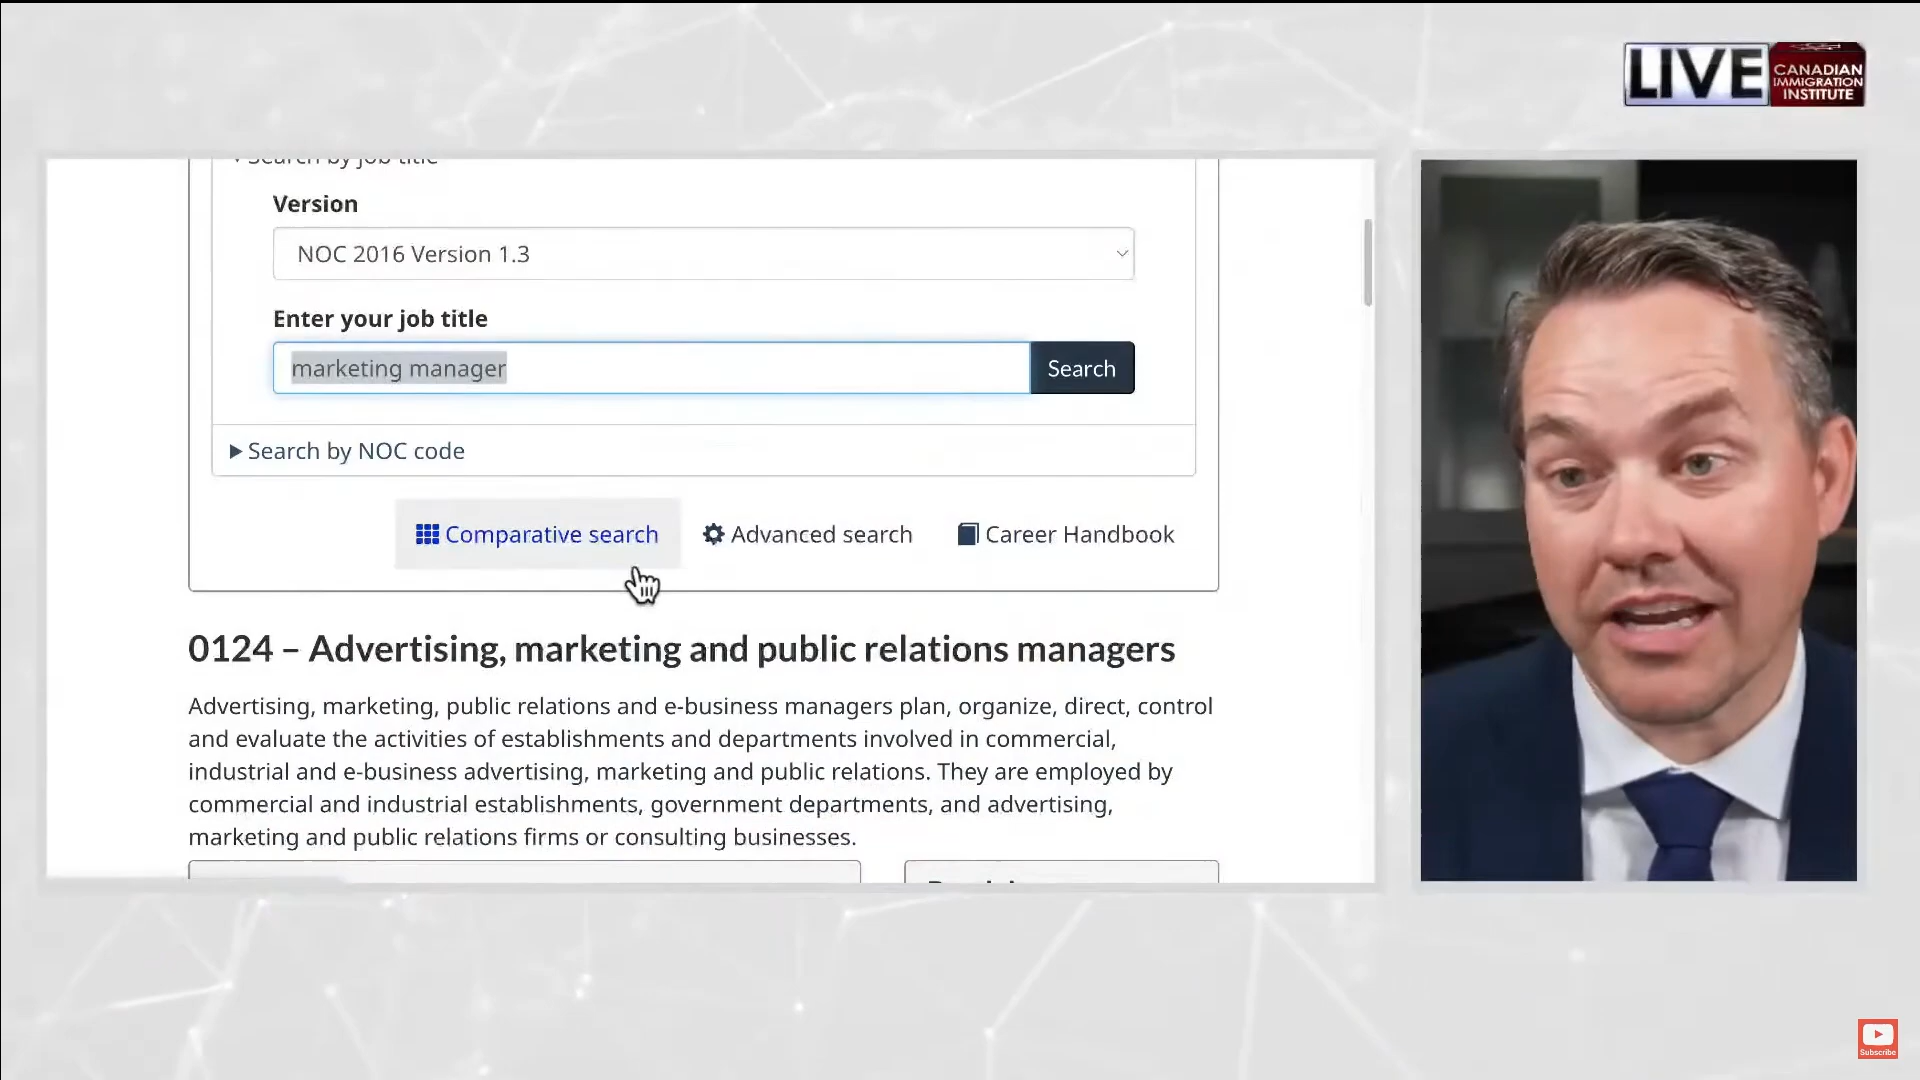 LIVE
CANADIAN
IMMIGRATION
INSTITUTE
Search by job title
Version
NOC 2016 Version 1.3
Enter your job title
marketing manager
Search
Search by NOC code
Comparative search
Advanced search
Career Handbook
0124 – Advertising, marketing and public relations managers
Advertising, marketing, public relations and e-business managers plan, organize, direct, control
and evaluate the activities of establishments and departments involved in commercial,
industrial and e-business advertising, marketing and public relations. They are employed by
commercial and industrial establishments, government departments, and advertising,
marketing and public relations firms or consulting businesses.
Subscribe